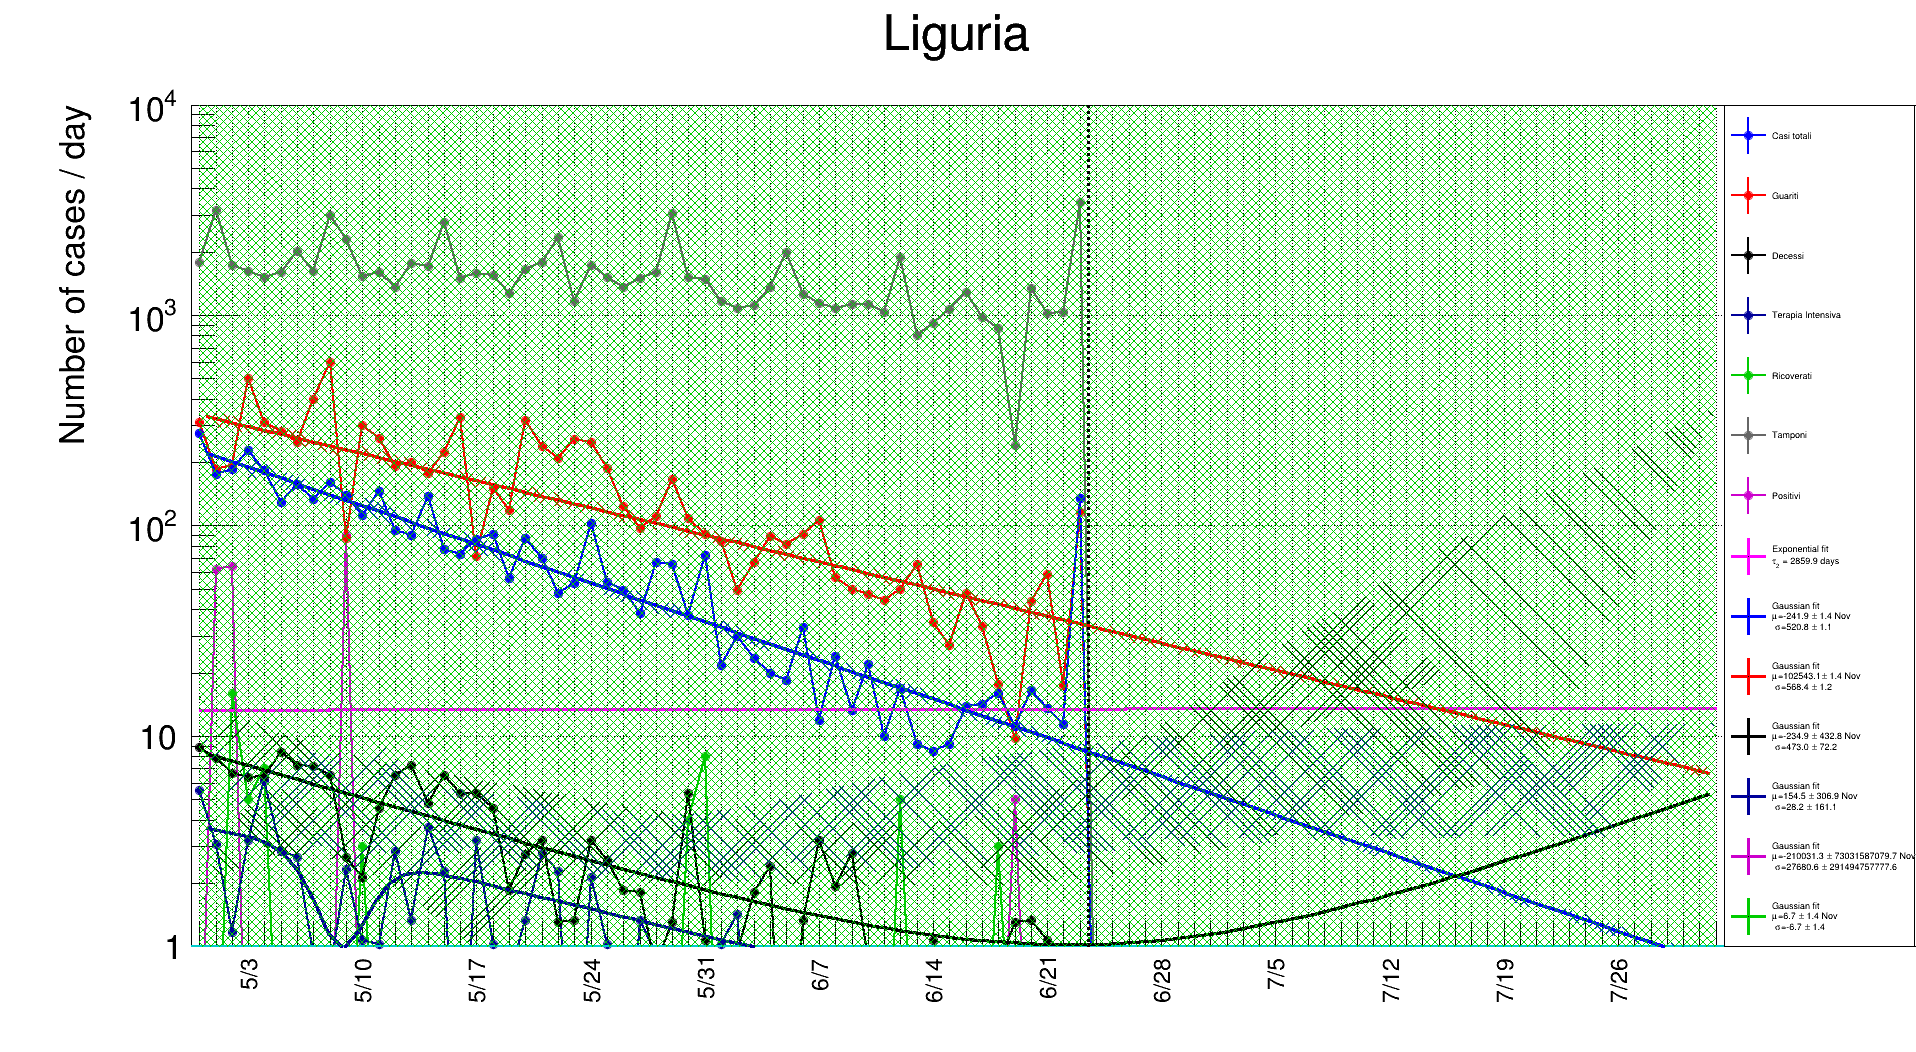 Liguria
Number of cases / day
10^4
10^3
10^2
10
1
5/3
5/10
5/17
5/24
5/31
6/7
6/14
6/21
6/28
7/5
7/12
7/19
7/26
Casi totali
Guariti
Decessi
Terapia Intensiva
Ricoverati
Tamponi
Positivi
Exponential fit
τ_2 = 2859.9 days
Gaussian fit
μ=-241.9 ± 1.4 Nov
σ=520.8 ± 1.1
Gaussian fit
μ=102543.1± 1.4 Nov
σ=568.4 ± 1.2
Gaussian fit
μ=-234.9 ± 432.8 Nov
σ=473.0 ± 72.2
Gaussian fit
μ=154.5 ± 306.9 Nov
σ=28.2 ± 161.1
Gaussian fit
μ=-210031.3 ± 73031587079.7 Nov
σ=27680.6 ± 291494757777.6
Gaussian fit
μ=6.7 ± 1.4 Nov
σ=-6.7 ± 1.4